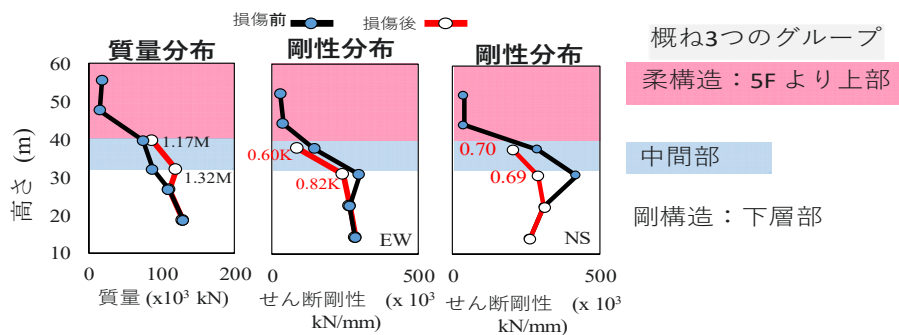 損傷前 損傷後
質量分布 剛性分布 剛性分布
概ね3つのグループ
柔構造：5F より上部
中間部
剛構造：下層部
高さ (m)
60
50
40
30
20
10
1.17M
1.32M
0.60K
0.82K
EW
0.70
0.69
NS
0 100 200
0 500
0 500
質量 (x10³ kN)
せん断剛性 (x 10³
kN/mm)
せん断剛性 (x 10³
kN/mm)